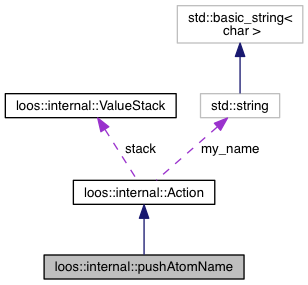 std::basic_string<
char >
loos::internal::ValueStack
std::string
stack
my_name
loos::internal::Action
loos::internal::pushAtomName